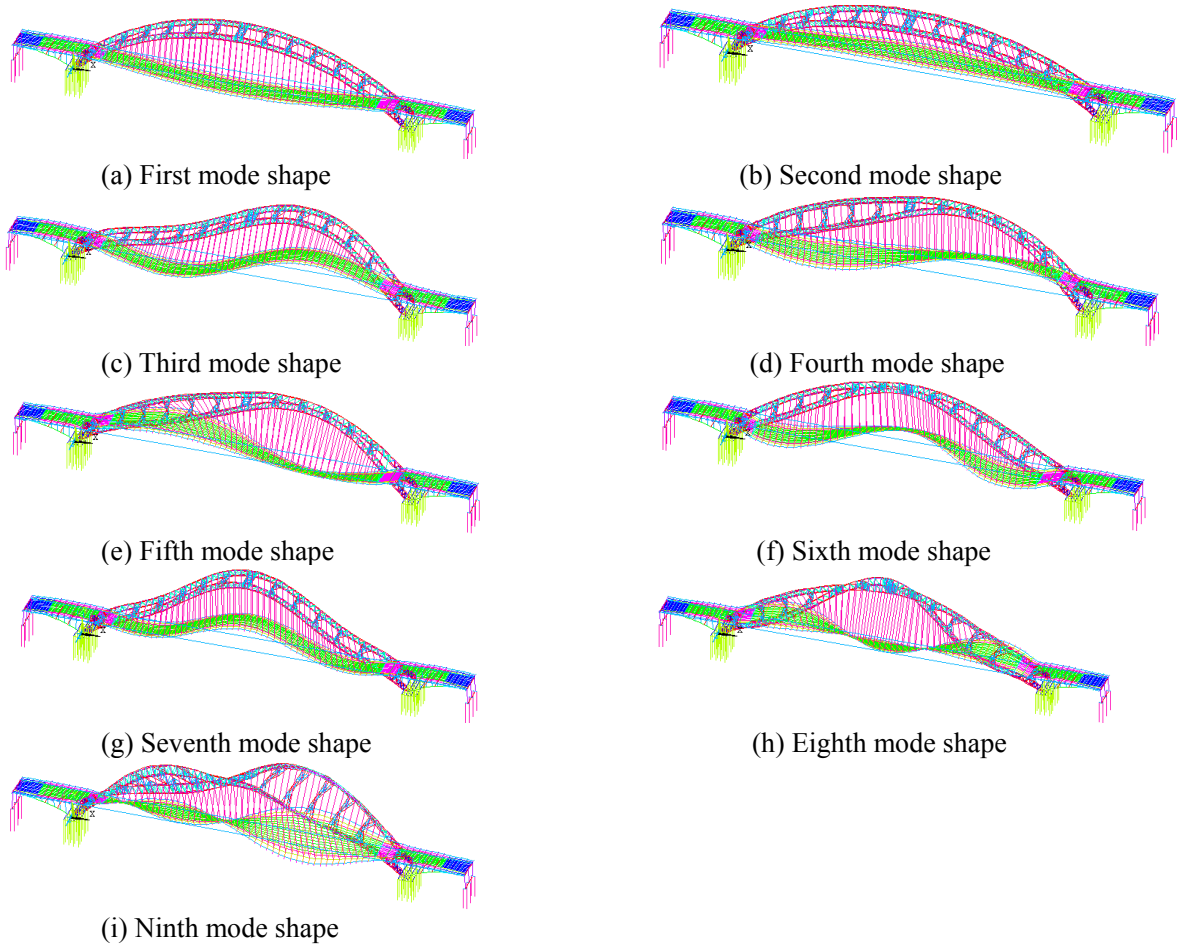 (a) First mode shape
(b) Second mode shape
(c) Third mode shape
(d) Fourth mode shape
(e) Fifth mode shape
(f) Sixth mode shape
(g) Seventh mode shape
(h) Eighth mode shape
(i) Ninth mode shape